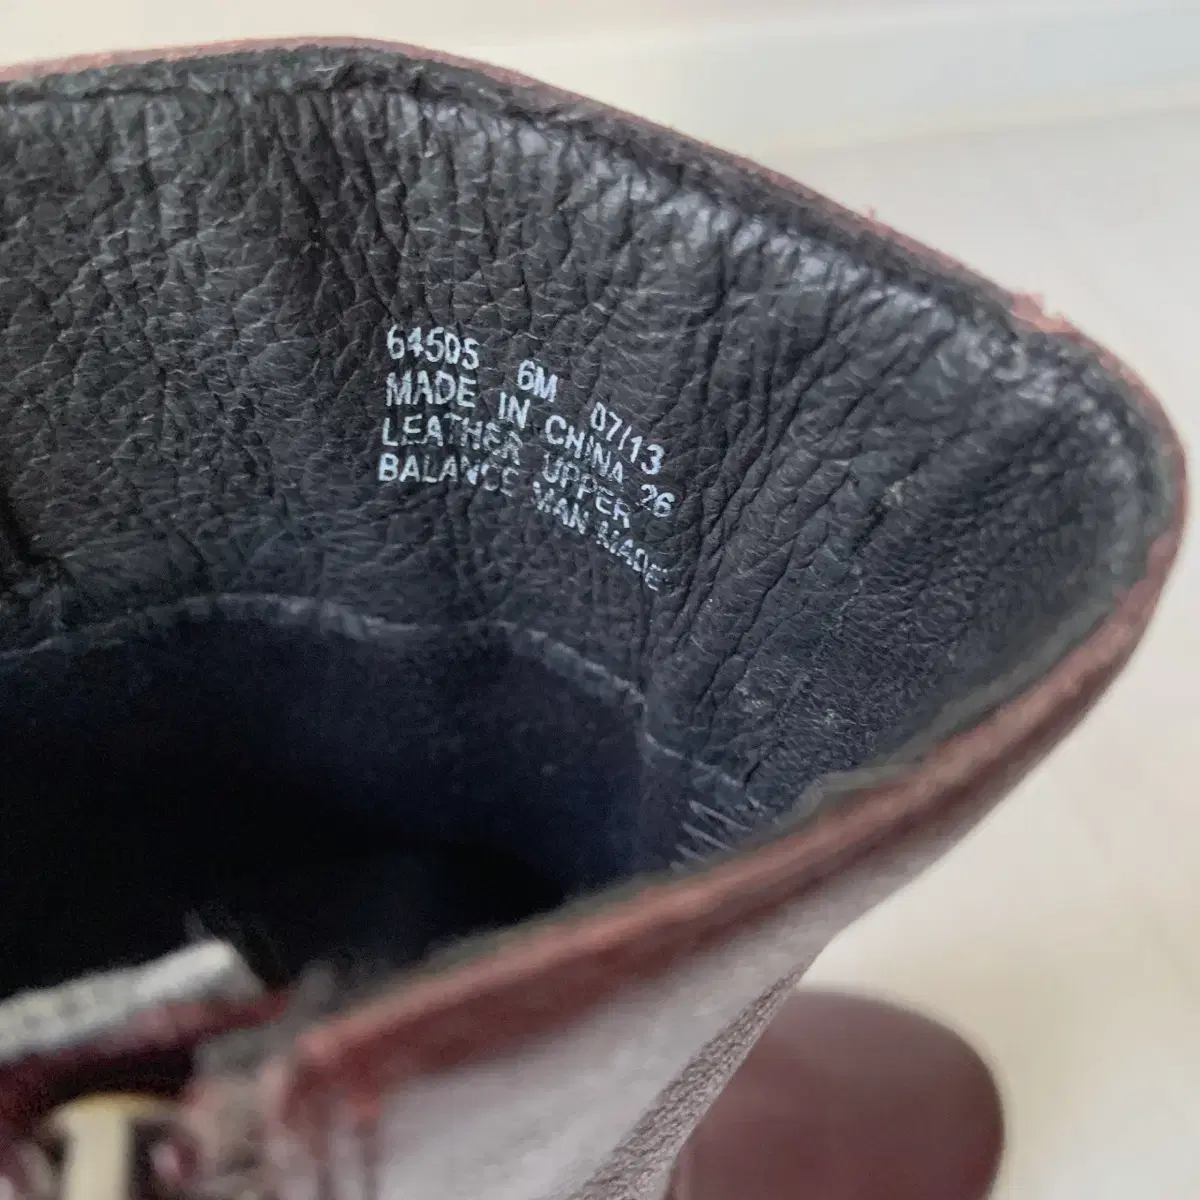 64505 6M 07/13
MADE IN CHINA 26
LEATHER UPPER
BALANCE MAN MADE